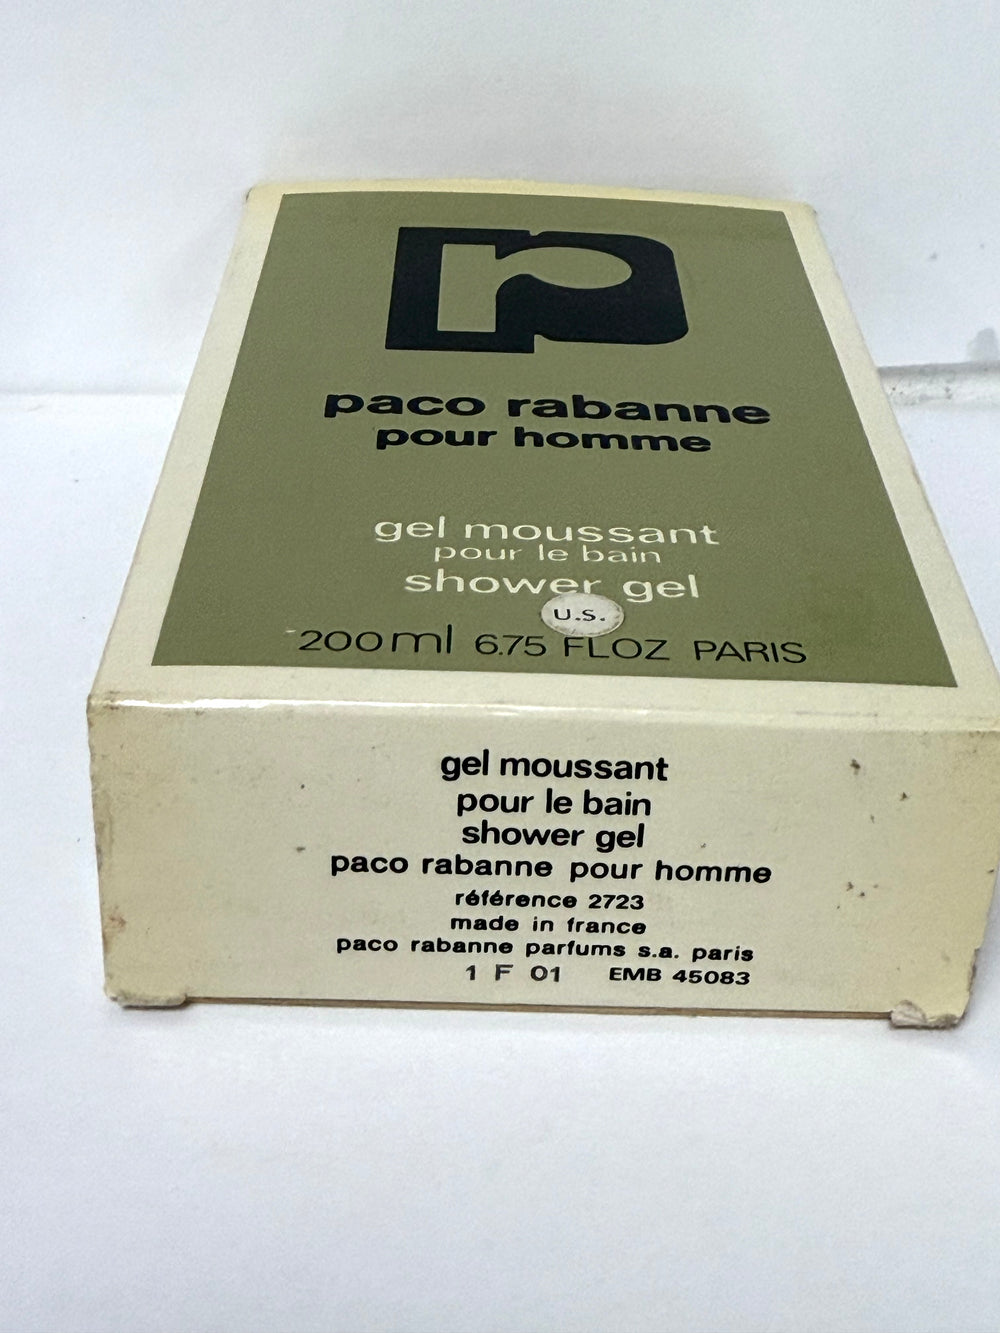 paco rabanne
pour homme
gel moussant
pour le bain
shower gel
U.S.
200ml 6.75 FLOZ PARIS
gel moussant
pour le bain
shower gel
paco rabanne pour homme
référence 2723
made in france
paco rabanne parfums s.a. paris
1 F 01 EMB 45083